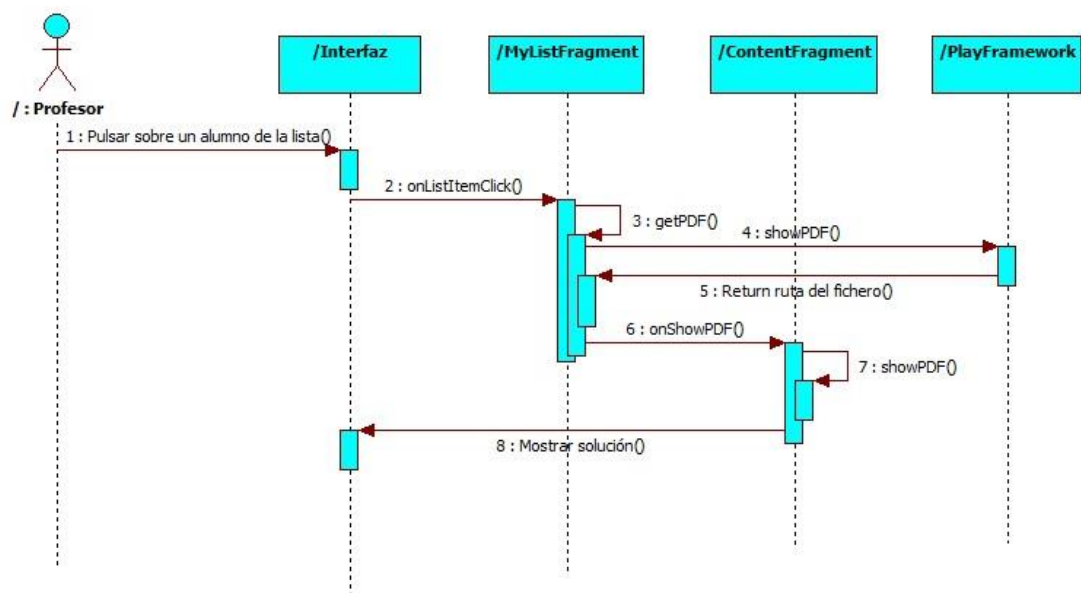 /Interfaz
/MyListFragment
/ContentFragment
/PlayFramework
/ : Profesor
1 : Pulsar sobre un alumno de la lista()
2 : onListItemClick()
3 : getPDF()
4 : showPDF()
5 : Return ruta del fichero()
6 : onShowPDF()
7 : showPDF()
8 : Mostrar solución()